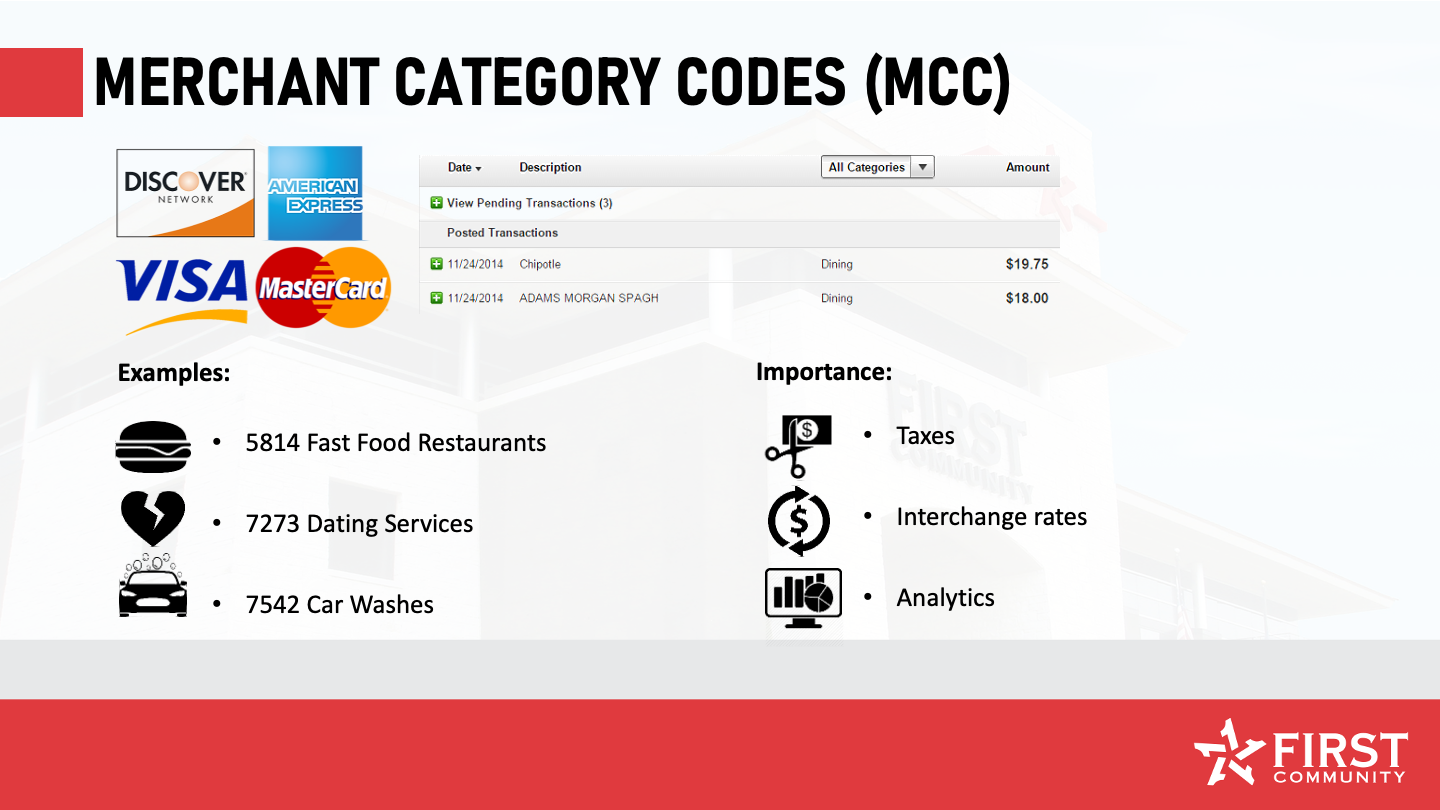 MERCHANT CATEGORY CODES (MCC)
DISCOVER
NETWORK
AMERICAN
EXPRESS
VISA
MasterCard
Date Description All Categories Amount
View Pending Transactions (3)
Posted Transactions
11/24/2014 Chipotle Dining $19.75
11/24/2014 ADAMS MORGAN SPAGH Dining $18.00
Examples:
• 5814 Fast Food Restaurants
• 7273 Dating Services
• 7542 Car Washes
Importance:
$
• Taxes
$
• Interchange rates
• Analytics
FIRST
COMMUNITY
FIRST
COMMUNITY